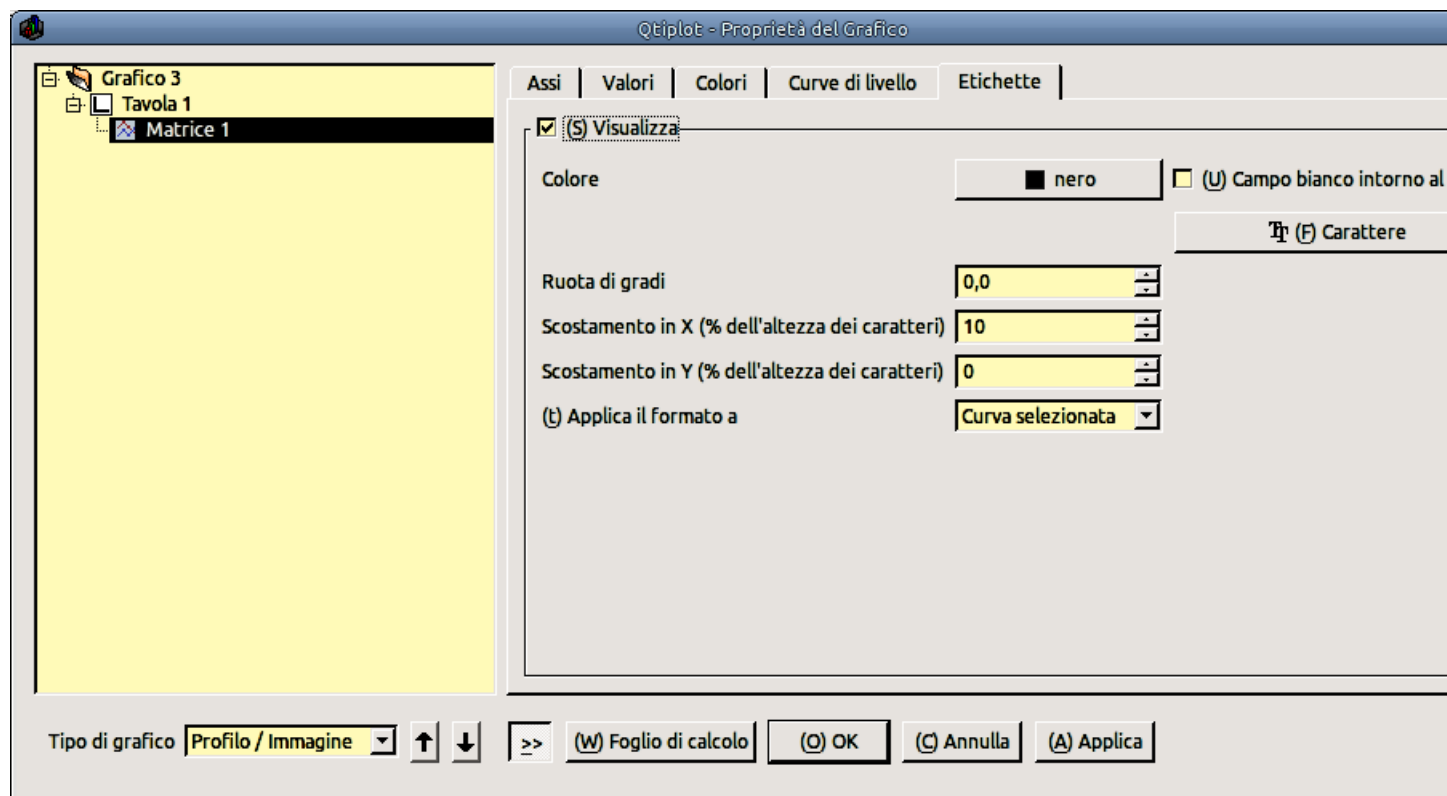 Qtiplot - Proprietà del Grafico
Grafico 3
Tavola 1
Matrice 1
Assi Valori Colori Curve di livello Etichette
(S) Visualizza
Colore nero (U) Campo bianco intorno al
(F) Carattere
Ruota di gradi 0,0
Scostamento in X (% dell'altezza dei caratteri) 10
Scostamento in Y (% dell'altezza dei caratteri) 0
(t) Applica il formato a Curva selezionata
Tipo di grafico Profilo / Immagine >> (W) Foglio di calcolo (O) OK (C) Annulla (A) Applica